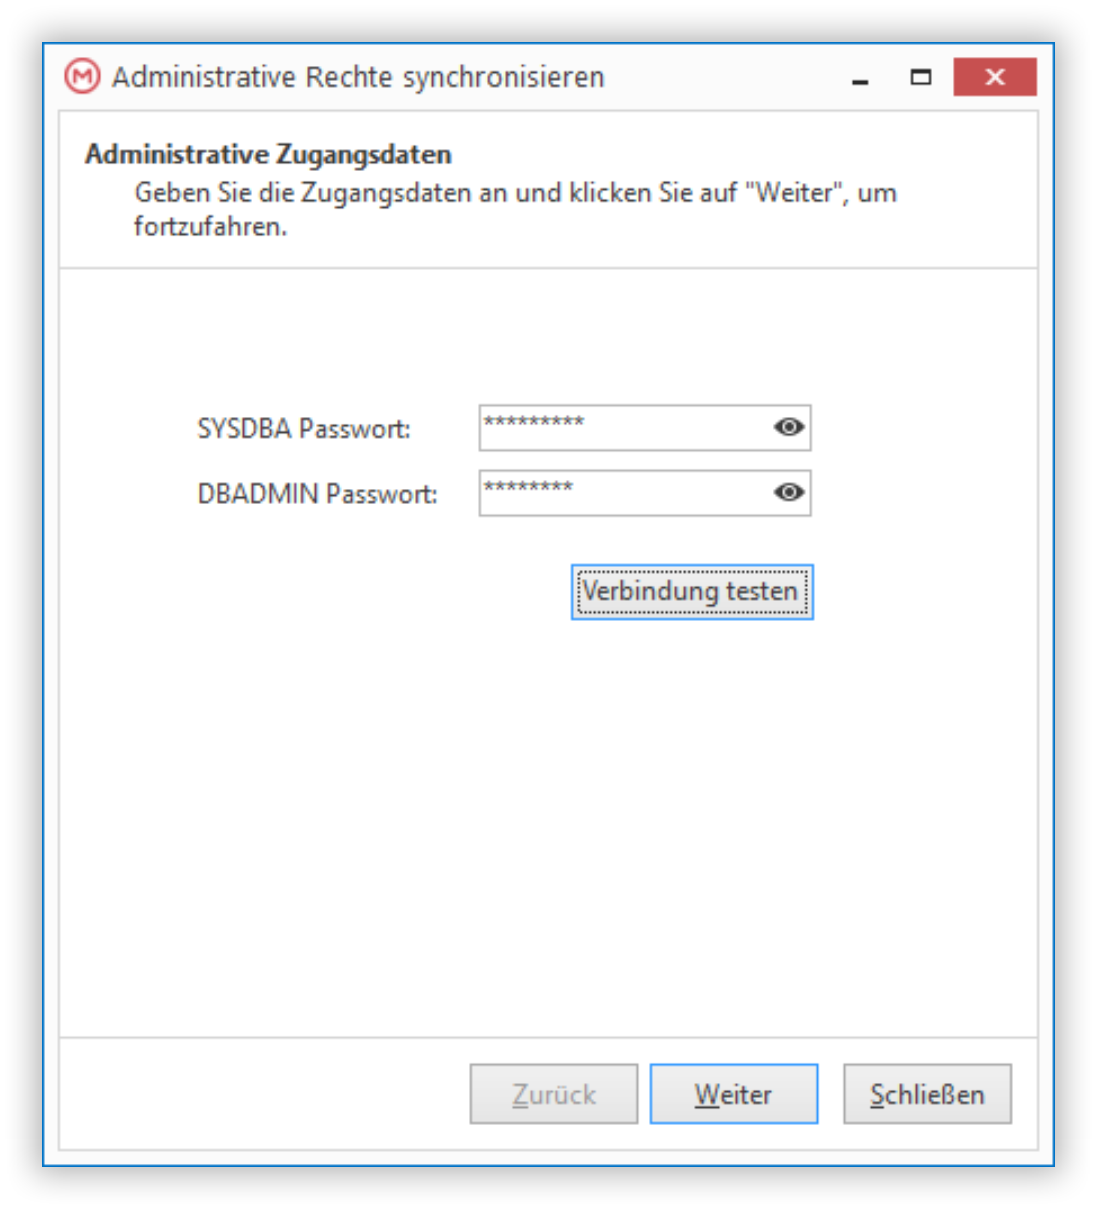 Administrative Rechte synchronisieren
Administrative Zugangsdaten
Geben Sie die Zugangsdaten an und klicken Sie auf "Weiter", um
fortzufahren.
SYSDBA Passwort: *********
DBADMIN Passwort: ********
Verbindung testen
Zurück Weiter Schließen